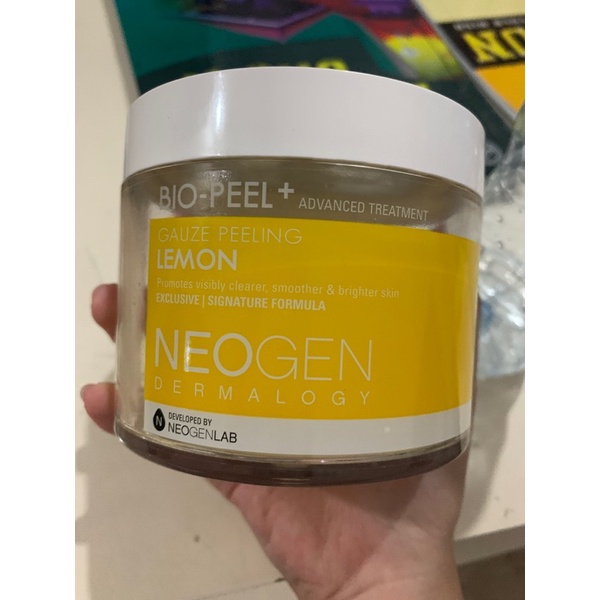 BIO-PEEL+ ADVANCED TREATMENT
GAUZE PEELING
LEMON
Promotes visibly clearer, smoother & brighter skin
EXCLUSIVE | SIGNATURE FORMULA
NEOGEN
DERMALOGY
N DEVELOPED BY
NEOGENLAB